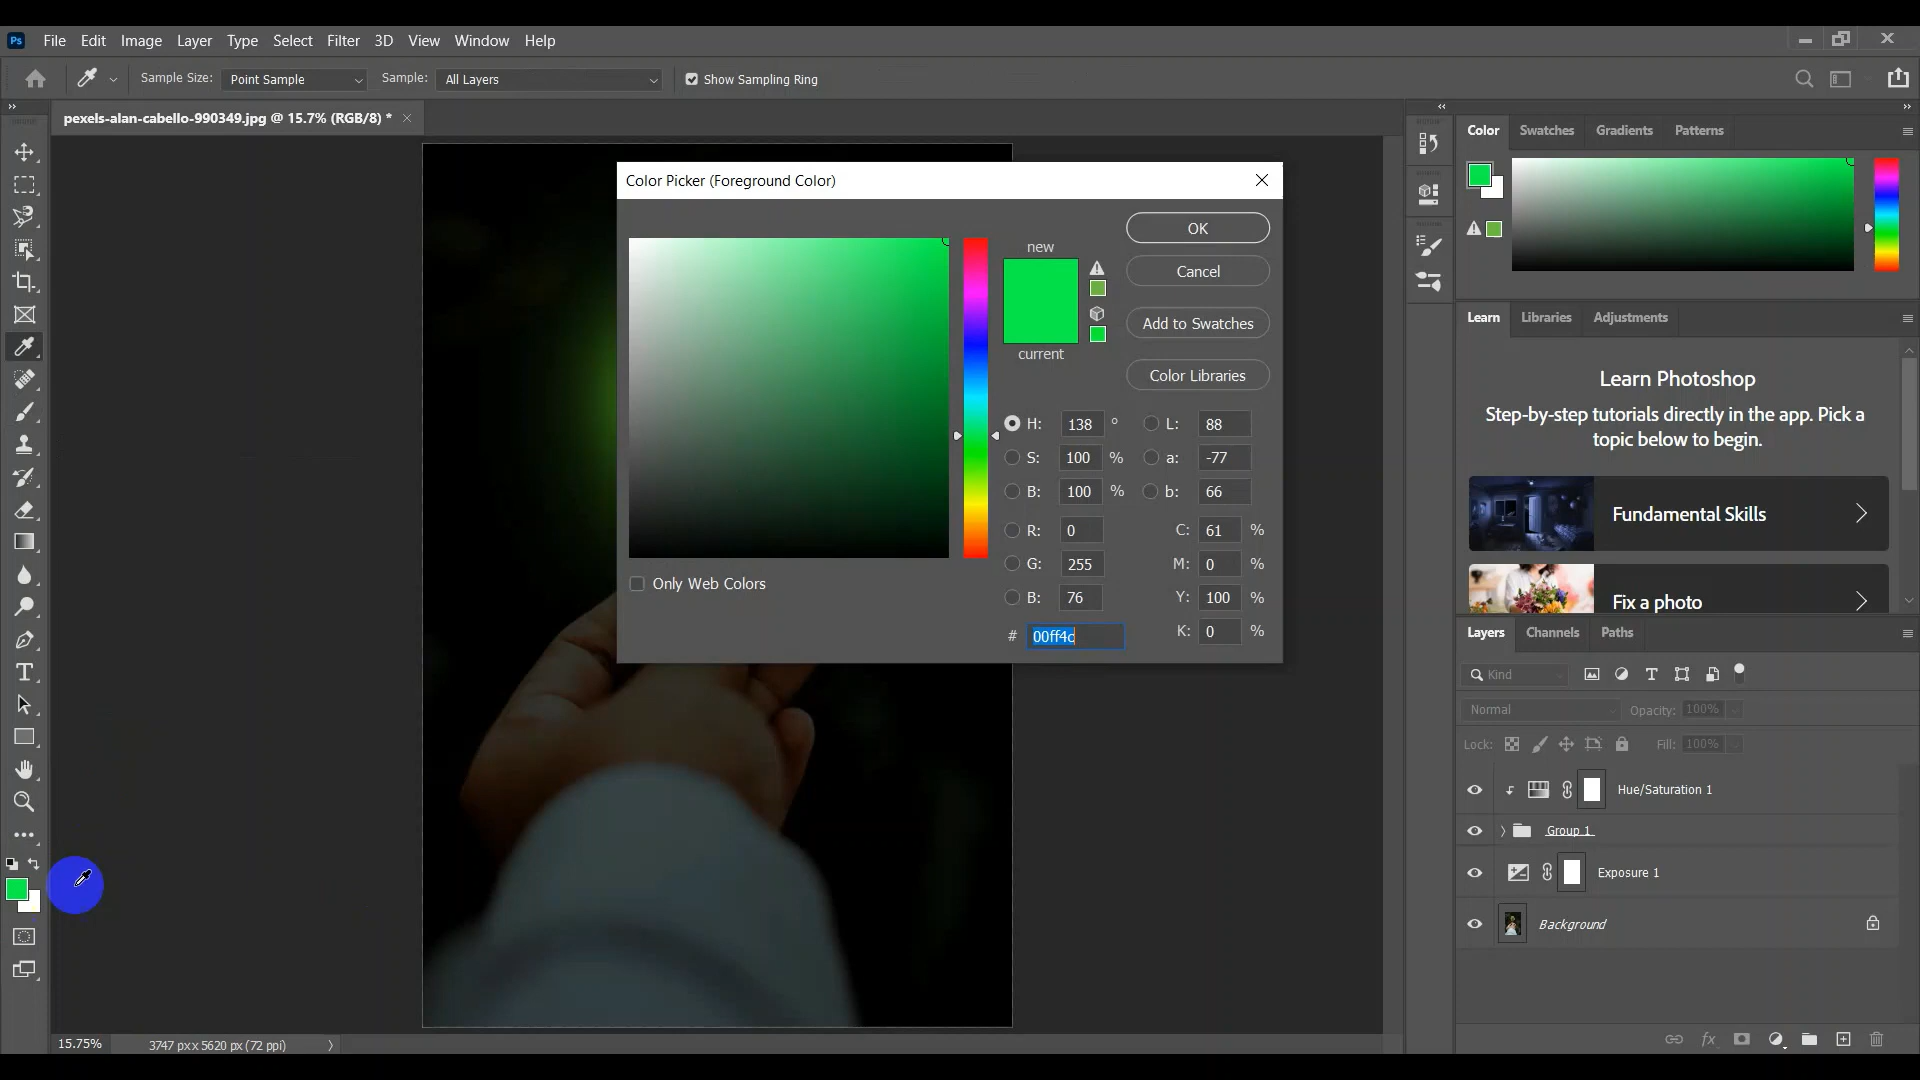 Ps File Edit Image Layer Type Select Filter 3D View Window Help
Sample Size: Point Sample Sample: All Layers Show Sampling Ring
pexels-alan-cabello-990349.jpg @ 15.7% (RGB/8) *
Color Picker (Foreground Color)
new
current
OK
Cancel
Add to Swatches
Color Libraries
H: 138 ° L: 88
S: 100 % a: -77
B: 100 % b: 66
R: 0 C: 61 %
G: 255 M: 0 %
B: 76 Y: 100 %
# 00ff4c K: 0 %
Only Web Colors
Color Swatches Gradients Patterns
Learn Libraries Adjustments
Learn Photoshop
Step-by-step tutorials directly in the app. Pick a
topic below to begin.
Fundamental Skills
Fix a photo
Layers Channels Paths
Kind
Normal Opacity: 100%
Lock: Fill: 100%
Hue/Saturation 1
Group 1
Exposure 1
Background
fx
15.75% 3747 px x 5620 px (72 ppi)